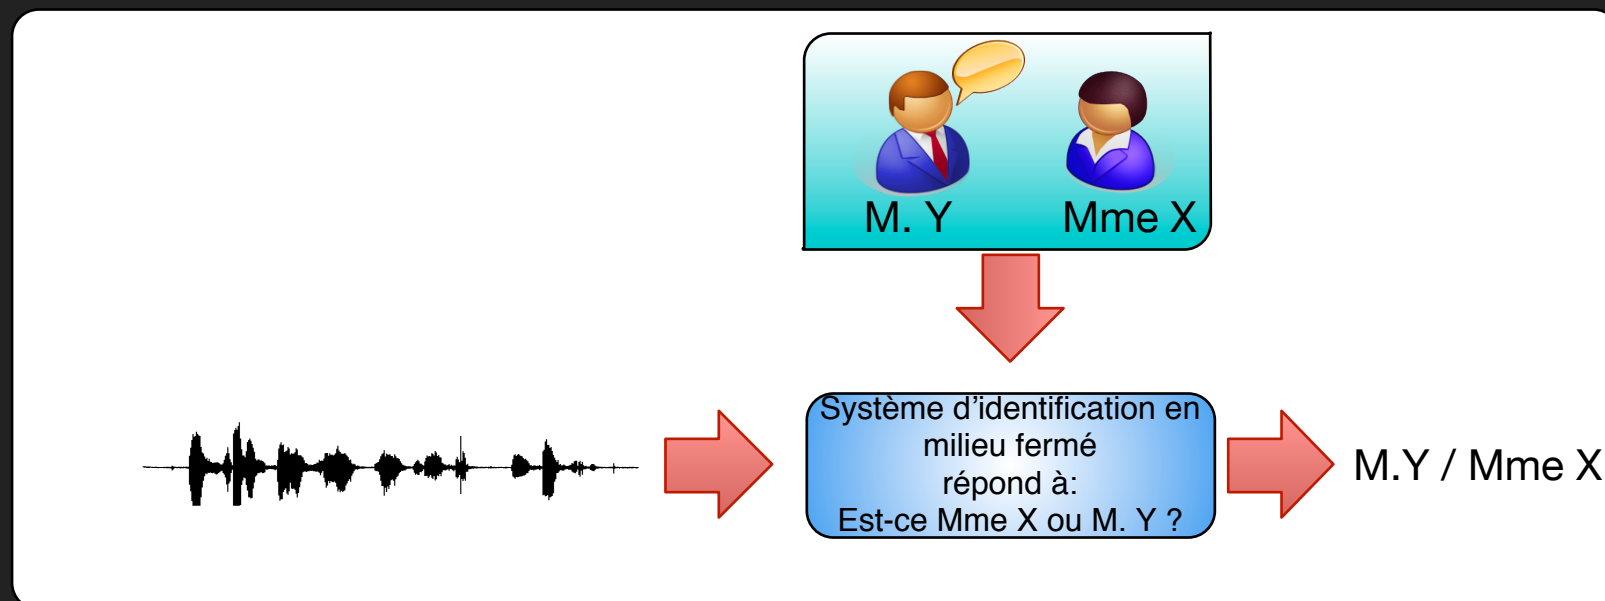 M. Y
Mme X
Système d'identification en
milieu fermé
répond à:
Est-ce Mme X ou M. Y ?
M.Y / Mme X